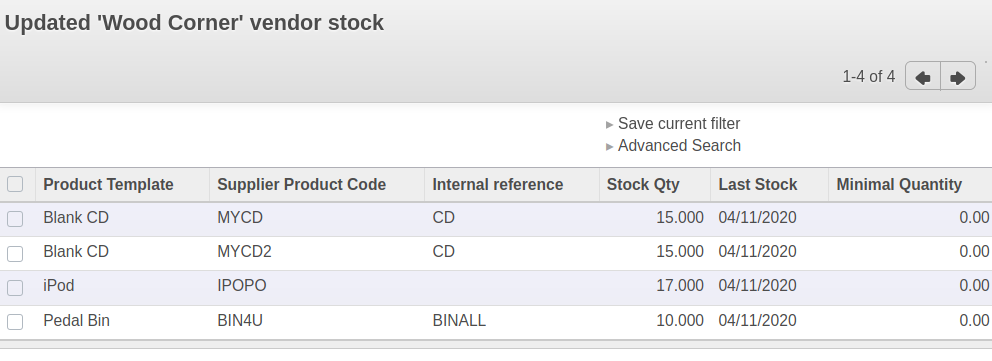 Updated 'Wood Corner' vendor stock
1-4 of 4
Save current filter
Advanced Search
Product Template Supplier Product Code Internal reference Stock Qty Last Stock Minimal Quantity
Blank CD MYCD CD 15.000 04/11/2020 0.00
Blank CD MYCD2 CD 15.000 04/11/2020 0.00
iPod IPOPO 17.000 04/11/2020 0.00
Pedal Bin BIN4U BINALL 10.000 04/11/2020 0.00